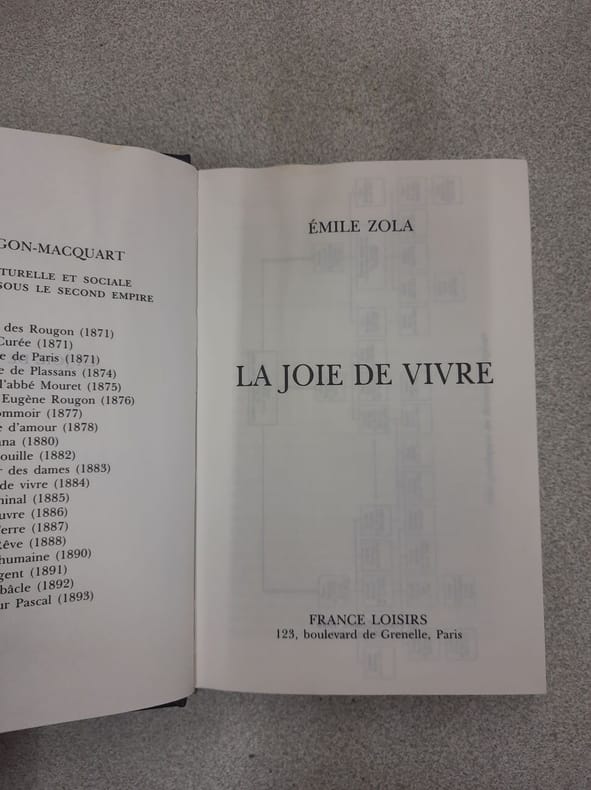 GON-MACQUART
TURELLE ET SOCIALE
SOUS LE SECOND EMPIRE
des Rougon (1871)
Curée (1871)
e de Paris (1871)
e de Plassans (1874)
l'abbé Mouret (1875)
Eugène Rougon (1876)
ommoir (1877)
e d'amour (1878)
ana (1880)
ouille (1882)
r des dames (1883)
de vivre (1884)
minal (1885)
uvre (1886)
erre (1887)
Rêve (1888)
humaine (1890)
gent (1891)
bâcle (1892)
ur Pascal (1893)
ÉMILE ZOLA
LA JOIE DE VIVRE
FRANCE LOISIRS
123, boulevard de Grenelle, Paris